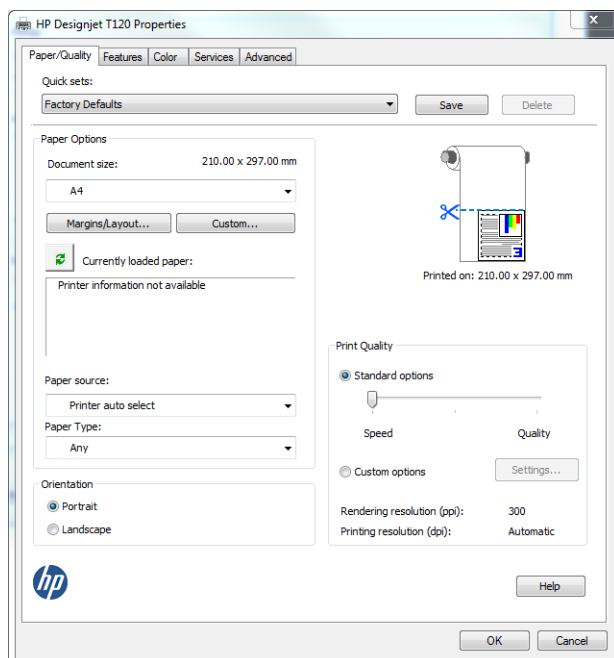 HP Designjet T120 Properties
x
Paper/Quality Features Color Services Advanced
Quick sets:
Factory Defaults Save Delete
Paper Options
Document size: 210.00 x 297.00 mm
A4
Margins/Layout... Custom...
Currently loaded paper:
Printer information not available
Printed on: 210.00 x 297.00 mm
Paper source:
Printer auto select
Paper Type:
Any
Print Quality
Standard options
Speed Quality
Custom options Settings...
Rendering resolution (ppi): 300
Printing resolution (dpi): Automatic
Orientation
Portrait
Landscape
hp
Help
OK Cancel